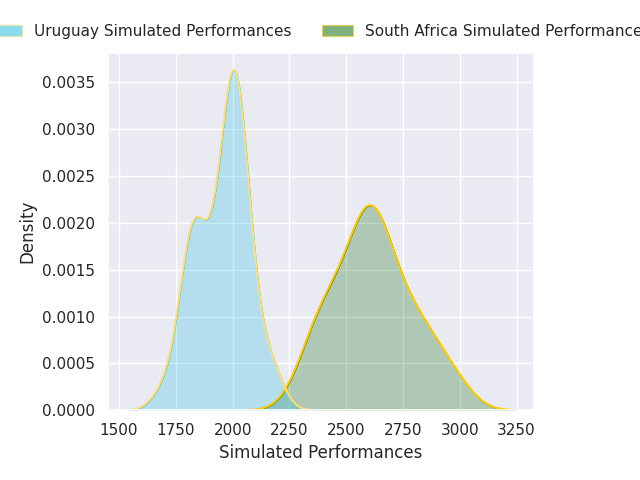 Uruguay Simulated Performances South Africa Simulated Performance
0.0035
0.0030
0.0025
0.0020
0.0015
0.0010
0.0005
0.0000
Density
1500 1750 2000 2250 2500 2750 3000 3250
Simulated Performances